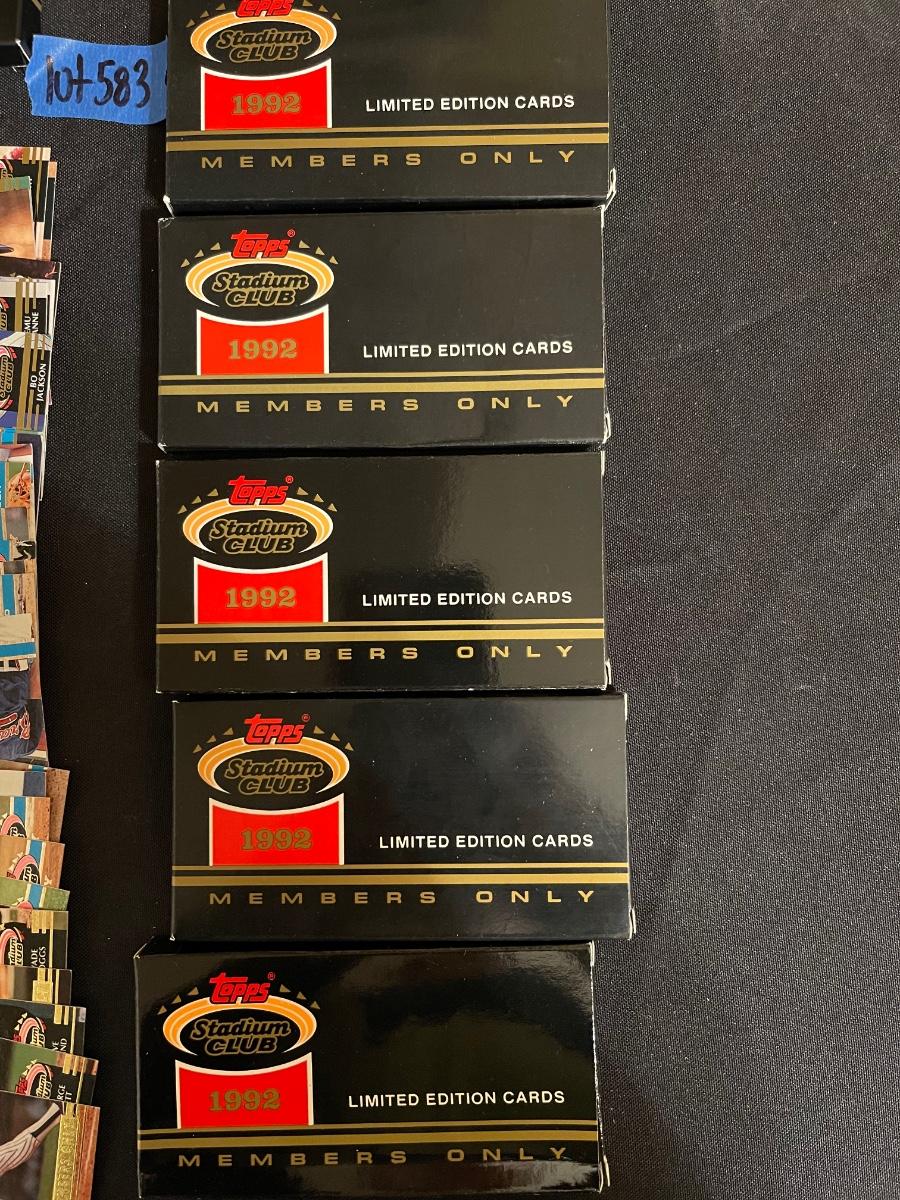 lot 583
TOPPS
Stadium
CLUB
1992
LIMITED EDITION CARDS
MEMBERS ONLY
TOPPS®
Stadium
CLUB
1992
LIMITED EDITION CARDS
MEMBERS ONLY
TOPPS®
Stadium
CLUB
1992
LIMITED EDITION CARDS
MEMBERS ONLY
TOPPS®
Stadium
CLUB
1992
LIMITED EDITION CARDS
MEMBERS ONLY
TOPPS®
Stadium
CLUB
1992
LIMITED EDITION CARDS
MEMBERS ONLY
BO
JACKSON